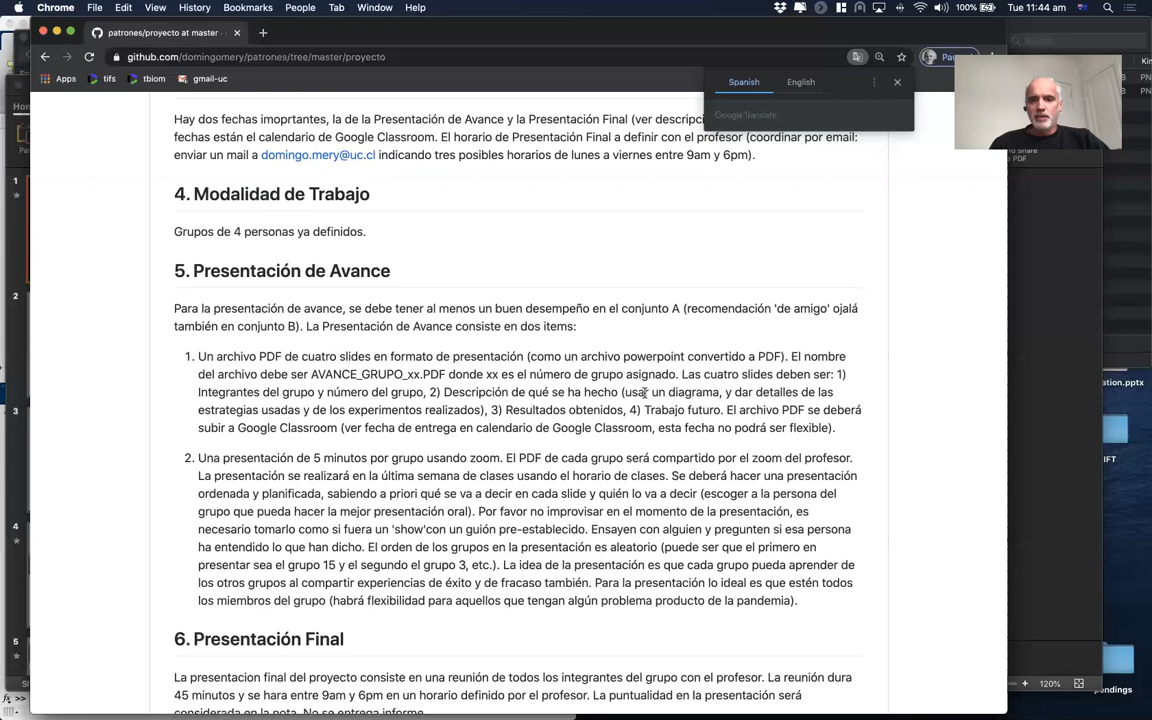 Chrome File Edit View History Bookmarks People Tab Window Help 100% Tue 11:44 am
patrones/proyecto at master
github.com/domingomery/patrones/tree/master/proyecto
Apps tifs tbiom gmail-uc
Spanish English
Google Translate
Hay dos fechas imoprtantes, la de la Presentación de Avance y la Presentación Final (ver
fechas están el calendario de Google Classroom. El horario de Presentación Final a definir con el profesor (coordinar por email:
enviar un mail a domingo.mery@uc.cl indicando tres posibles horarios de lunes a viernes entre 9am y 6pm).
4. Modalidad de Trabajo
Grupos de 4 personas ya definidos.
5. Presentación de Avance
Para la presentación de avance, se debe tener al menos un buen desempeño en el conjunto A (recomendación 'de amigo' ojalá
también en conjunto B). La Presentación de Avance consiste en dos items:
1. Un archivo PDF de cuatro slides en formato de presentación (como un archivo powerpoint convertido a PDF). El nombre
del archivo debe ser AVANCE_GRUPO_xx.PDF donde xx es el número de grupo asignado. Las cuatro slides deben ser: 1)
Integrantes del grupo y número del grupo, 2) Descripción de qué se ha hecho (usar un diagrama, y dar detalles de las
estrategias usadas y de los experimentos realizados), 3) Resultados obtenidos, 4) Trabajo futuro. El archivo PDF se deberá
subir a Google Classroom (ver fecha de entrega en calendario de Google Classroom, esta fecha no podrá ser flexible).
2. Una presentación de 5 minutos por grupo usando zoom. El PDF de cada grupo será compartido por el zoom del profesor.
La presentación se realizará en la última semana de clases usando el horario de clases. Se deberá hacer una presentación
ordenada y planificada, sabiendo a priori qué se va a decir en cada slide y quién lo va a decir (escoger a la persona del
grupo que pueda hacer la mejor presentación oral). Por favor no improvisar en el momento de la presentación, es
necesario tomarlo como si fuera un 'show'con un guión pre-establecido. Ensayen con alguien y pregunten si esa persona
ha entendido lo que han dicho. El orden de los grupos en la presentación es aleatorio (puede ser que el primero en
presentar sea el grupo 15 y el segundo el grupo 3, etc.). La idea de la presentación es que cada grupo pueda aprender de
los otros grupos al compartir experiencias de éxito y de fracaso también. Para la presentación lo ideal es que estén todos
los miembros del grupo (habrá flexibilidad para aquellos que tengan algún problema producto de la pandemia).
6. Presentación Final
La presentacion final del proyecto consiste en una reunión de todos los integrantes del grupo con el profesor. La reunión dura
45 minutos y se hara entre 9am y 6pm en un horario definido por el profesor. La puntualidad en la presentación será
considerada en la nota. No se entrega informe.
1
2
4
5
120%